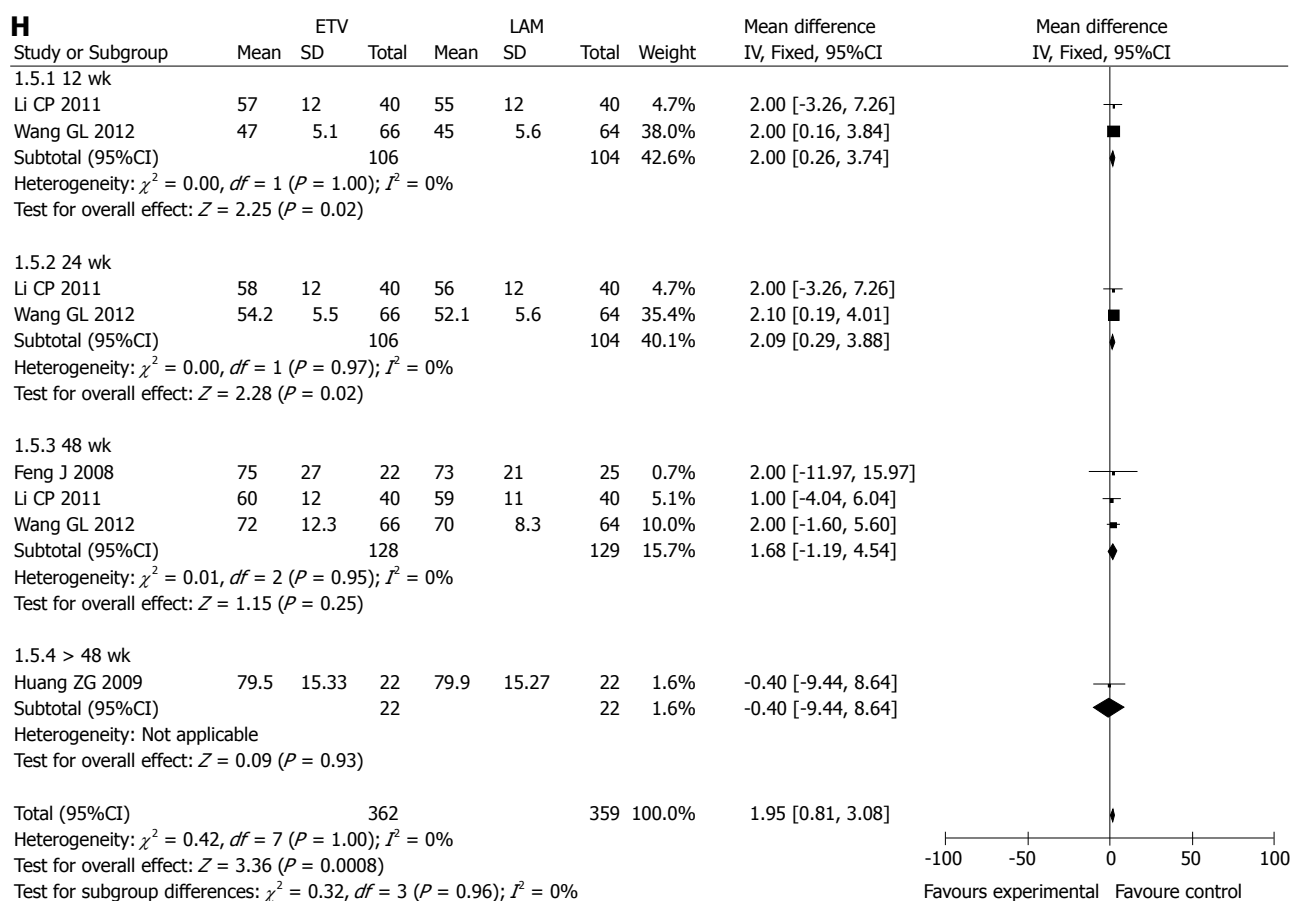 H
ETV LAM Mean difference Mean difference
Study or Subgroup Mean SD Total Mean SD Total Weight IV, Fixed, 95%CI IV, Fixed, 95%CI
1.5.1 12 wk
Li CP 2011 57 12 40 55 12 40 4.7% 2.00 [-3.26, 7.26]
Wang GL 2012 47 5.1 66 45 5.6 64 38.0% 2.00 [0.16, 3.84]
Subtotal (95%CI) 106 104 42.6% 2.00 [0.26, 3.74]
Heterogeneity: χ² = 0.00, df = 1 (P = 1.00); I² = 0%
Test for overall effect: Z = 2.25 (P = 0.02)
1.5.2 24 wk
Li CP 2011 58 12 40 56 12 40 4.7% 2.00 [-3.26, 7.26]
Wang GL 2012 54.2 5.5 66 52.1 5.6 64 35.4% 2.10 [0.19, 4.01]
Subtotal (95%CI) 106 104 40.1% 2.09 [0.29, 3.88]
Heterogeneity: χ² = 0.00, df = 1 (P = 0.97); I² = 0%
Test for overall effect: Z = 2.28 (P = 0.02)
1.5.3 48 wk
Feng J 2008 75 27 22 73 21 25 0.7% 2.00 [-11.97, 15.97]
Li CP 2011 60 12 40 59 11 40 5.1% 1.00 [-4.04, 6.04]
Wang GL 2012 72 12.3 66 70 8.3 64 10.0% 2.00 [-1.60, 5.60]
Subtotal (95%CI) 128 129 15.7% 1.68 [-1.19, 4.54]
Heterogeneity: χ² = 0.01, df = 2 (P = 0.95); I² = 0%
Test for overall effect: Z = 1.15 (P = 0.25)
1.5.4 > 48 wk
Huang ZG 2009 79.5 15.33 22 79.9 15.27 22 1.6% -0.40 [-9.44, 8.64]
Subtotal (95%CI) 22 22 1.6% -0.40 [-9.44, 8.64]
Heterogeneity: Not applicable
Test for overall effect: Z = 0.09 (P = 0.93)
Total (95%CI) 362 359 100.0% 1.95 [0.81, 3.08]
Heterogeneity: χ² = 0.42, df = 7 (P = 1.00); I² = 0%
Test for overall effect: Z = 3.36 (P = 0.0008)
Test for subgroup differences: χ² = 0.32, df = 3 (P = 0.96); I² = 0%
-100 -50 0 50 100
Favours experimental Favoure control